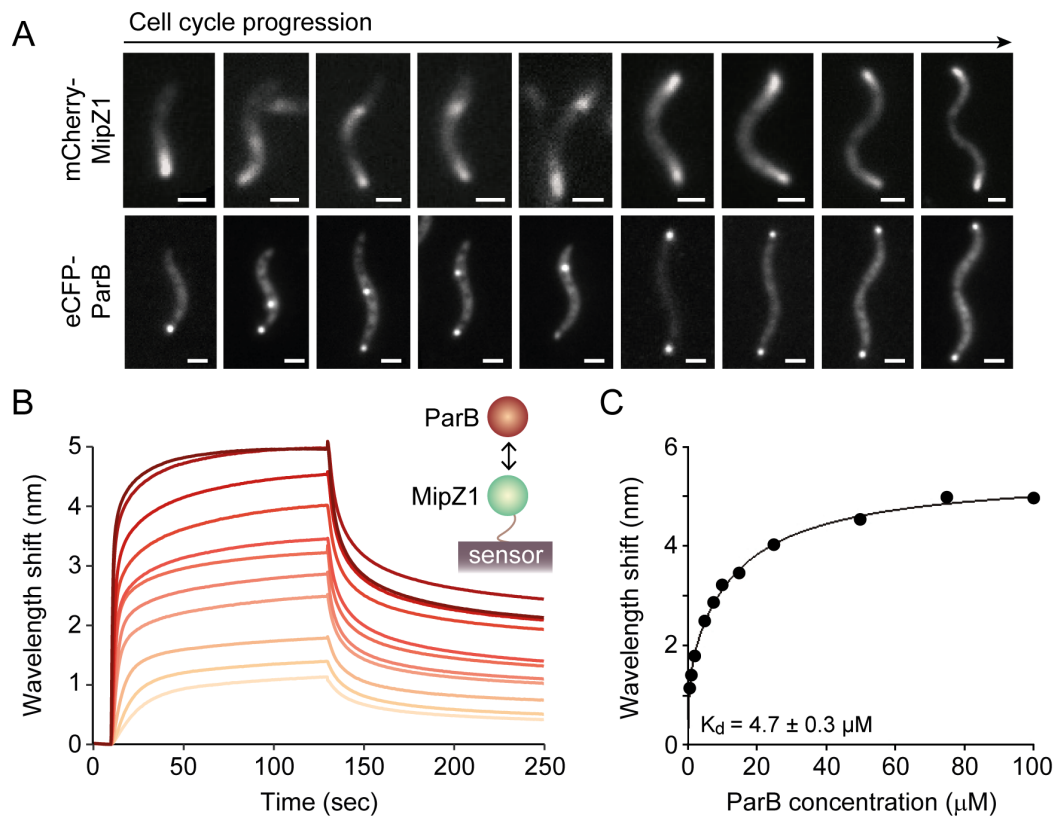 A
Cell cycle progression
mCherry-
MipZ1
eCFP-
ParB
B
Wavelength shift (nm)
5
4
3
2
1
0
0
50
100
150
200
250
Time (sec)
ParB
MipZ1
sensor
C
Wavelength shift (nm)
6
4
2
0
Kd = 4.7 ± 0.3 µM
0
20
40
60
80
100
ParB concentration (µM)